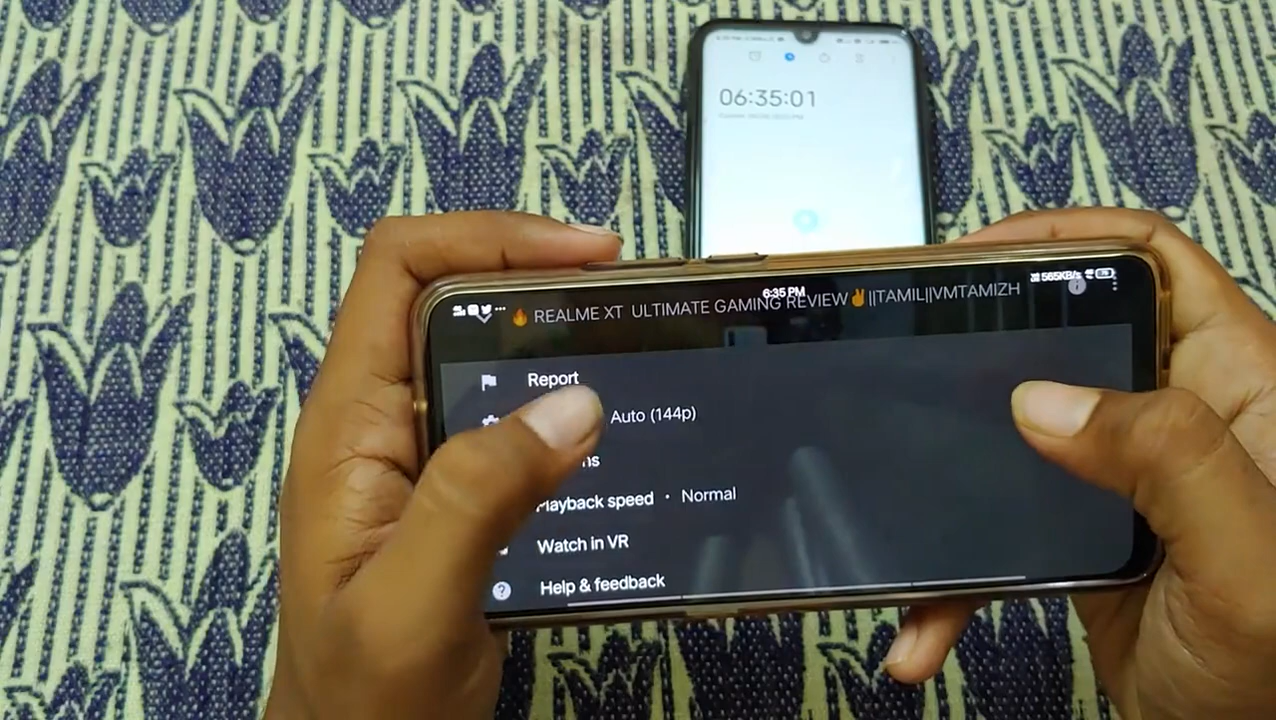 06:35:01
6:35 PM
565KB/s
🔥 REALME XT ULTIMATE GAMING REVIEW✌||TAMIL||VMTAMIZH
Report
Auto (144p)
ns
Playback speed • Normal
Watch in VR
Help & feedback